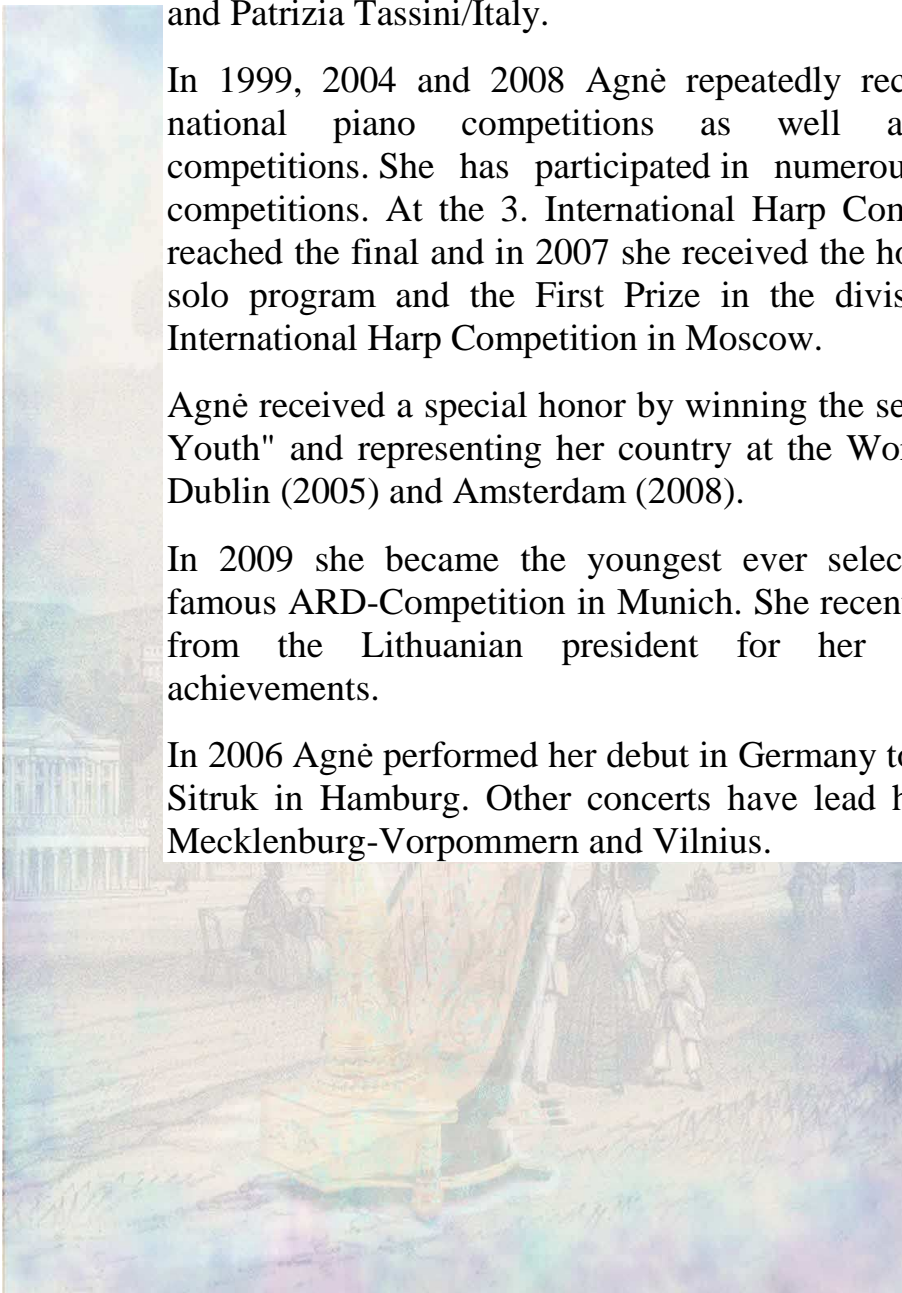 and Patrizia Tassini/Italy.
In 1999, 2004 and 2008 Agnė repeatedly rec
national piano competitions as well a
competitions. She has participated in numerou
competitions. At the 3. International Harp Con
reached the final and in 2007 she received the ho
solo program and the First Prize in the divis
International Harp Competition in Moscow.
Agnė received a special honor by winning the se
Youth" and representing her country at the Wor
Dublin (2005) and Amsterdam (2008).
In 2009 she became the youngest ever selec
famous ARD-Competition in Munich. She recent
from the Lithuanian president for her
achievements.
In 2006 Agnė performed her debut in Germany to
Sitruk in Hamburg. Other concerts have lead h
Mecklenburg-Vorpommern and Vilnius.